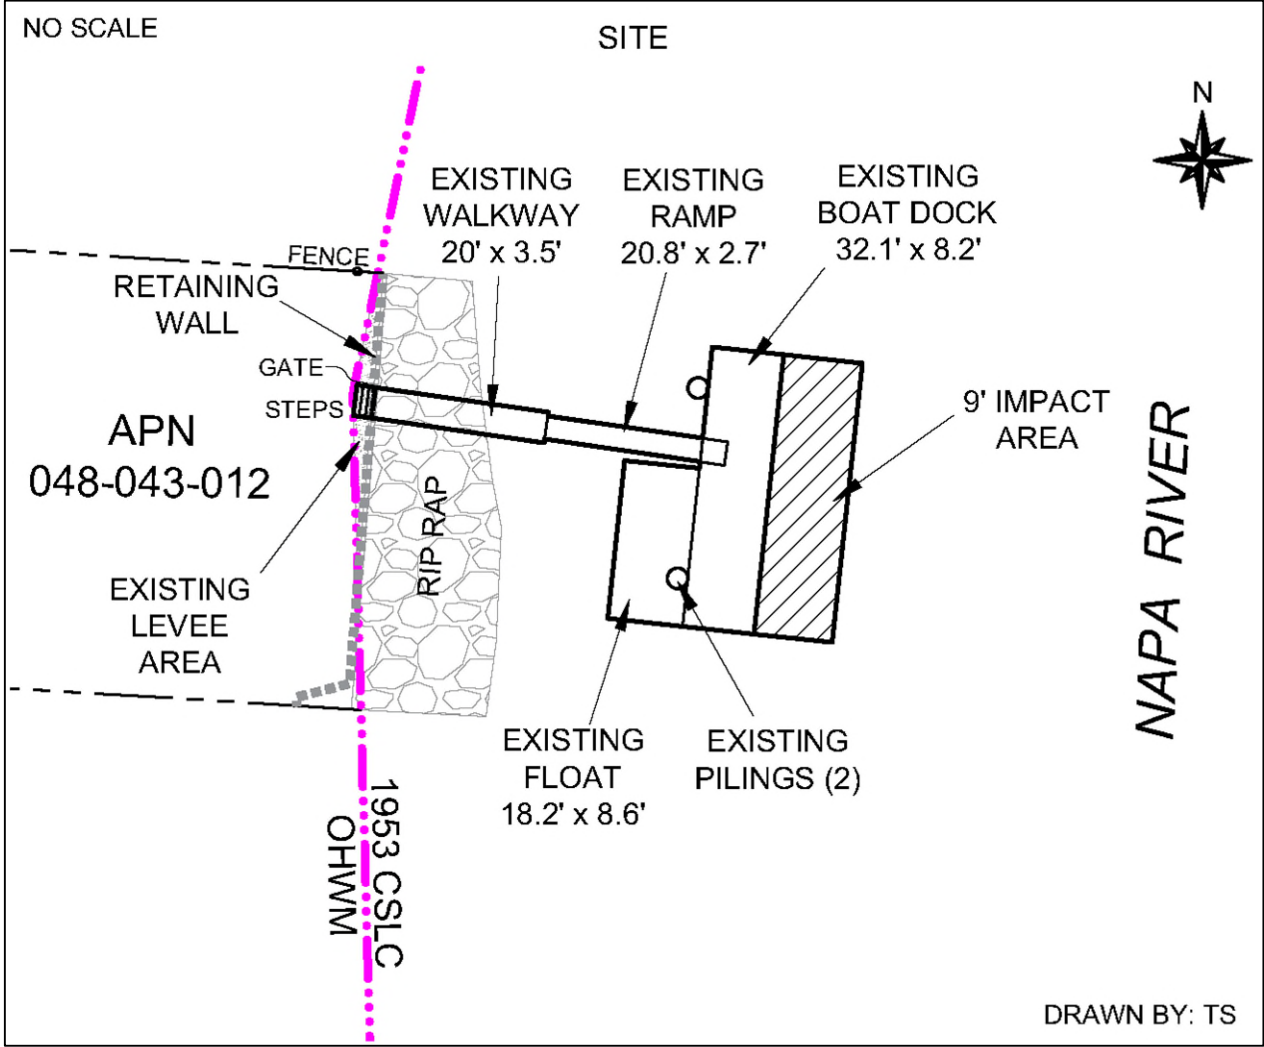 NO SCALE
SITE
N
EXISTING
WALKWAY
20' x 3.5'
EXISTING
RAMP
20.8' x 2.7'
EXISTING
BOAT DOCK
32.1' x 8.2'
FENCE
RETAINING
WALL
GATE
STEPS
APN
048-043-012
9' IMPACT
AREA
RIP RAP
NAPA RIVER
EXISTING
LEVEE
AREA
EXISTING
FLOAT
18.2' x 8.6'
EXISTING
PILINGS (2)
1953 CSLC
OHWM
DRAWN BY: TS